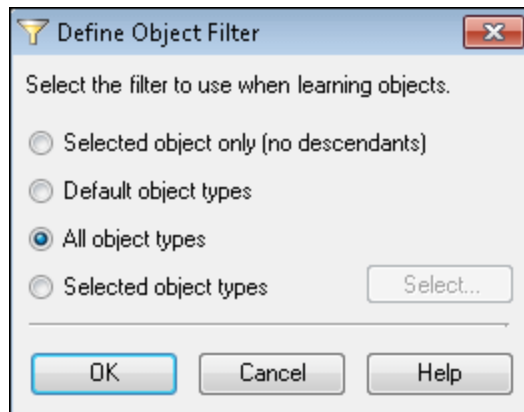 Define Object Filter
Select the filter to use when learning objects.
Selected object only (no descendants)
Default object types
All object types
Selected object types Select...
OK Cancel Help